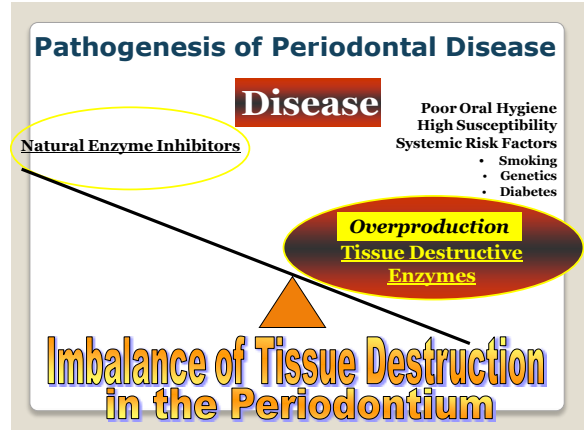 Pathogenesis of Periodontal Disease
Disease
Natural Enzyme Inhibitors
Poor Oral Hygiene
High Susceptibility
Systemic Risk Factors
• Smoking
• Genetics
• Diabetes
Overproduction
Tissue Destructive
Enzymes
Imbalance of Tissue Destruction
in the Periodontium